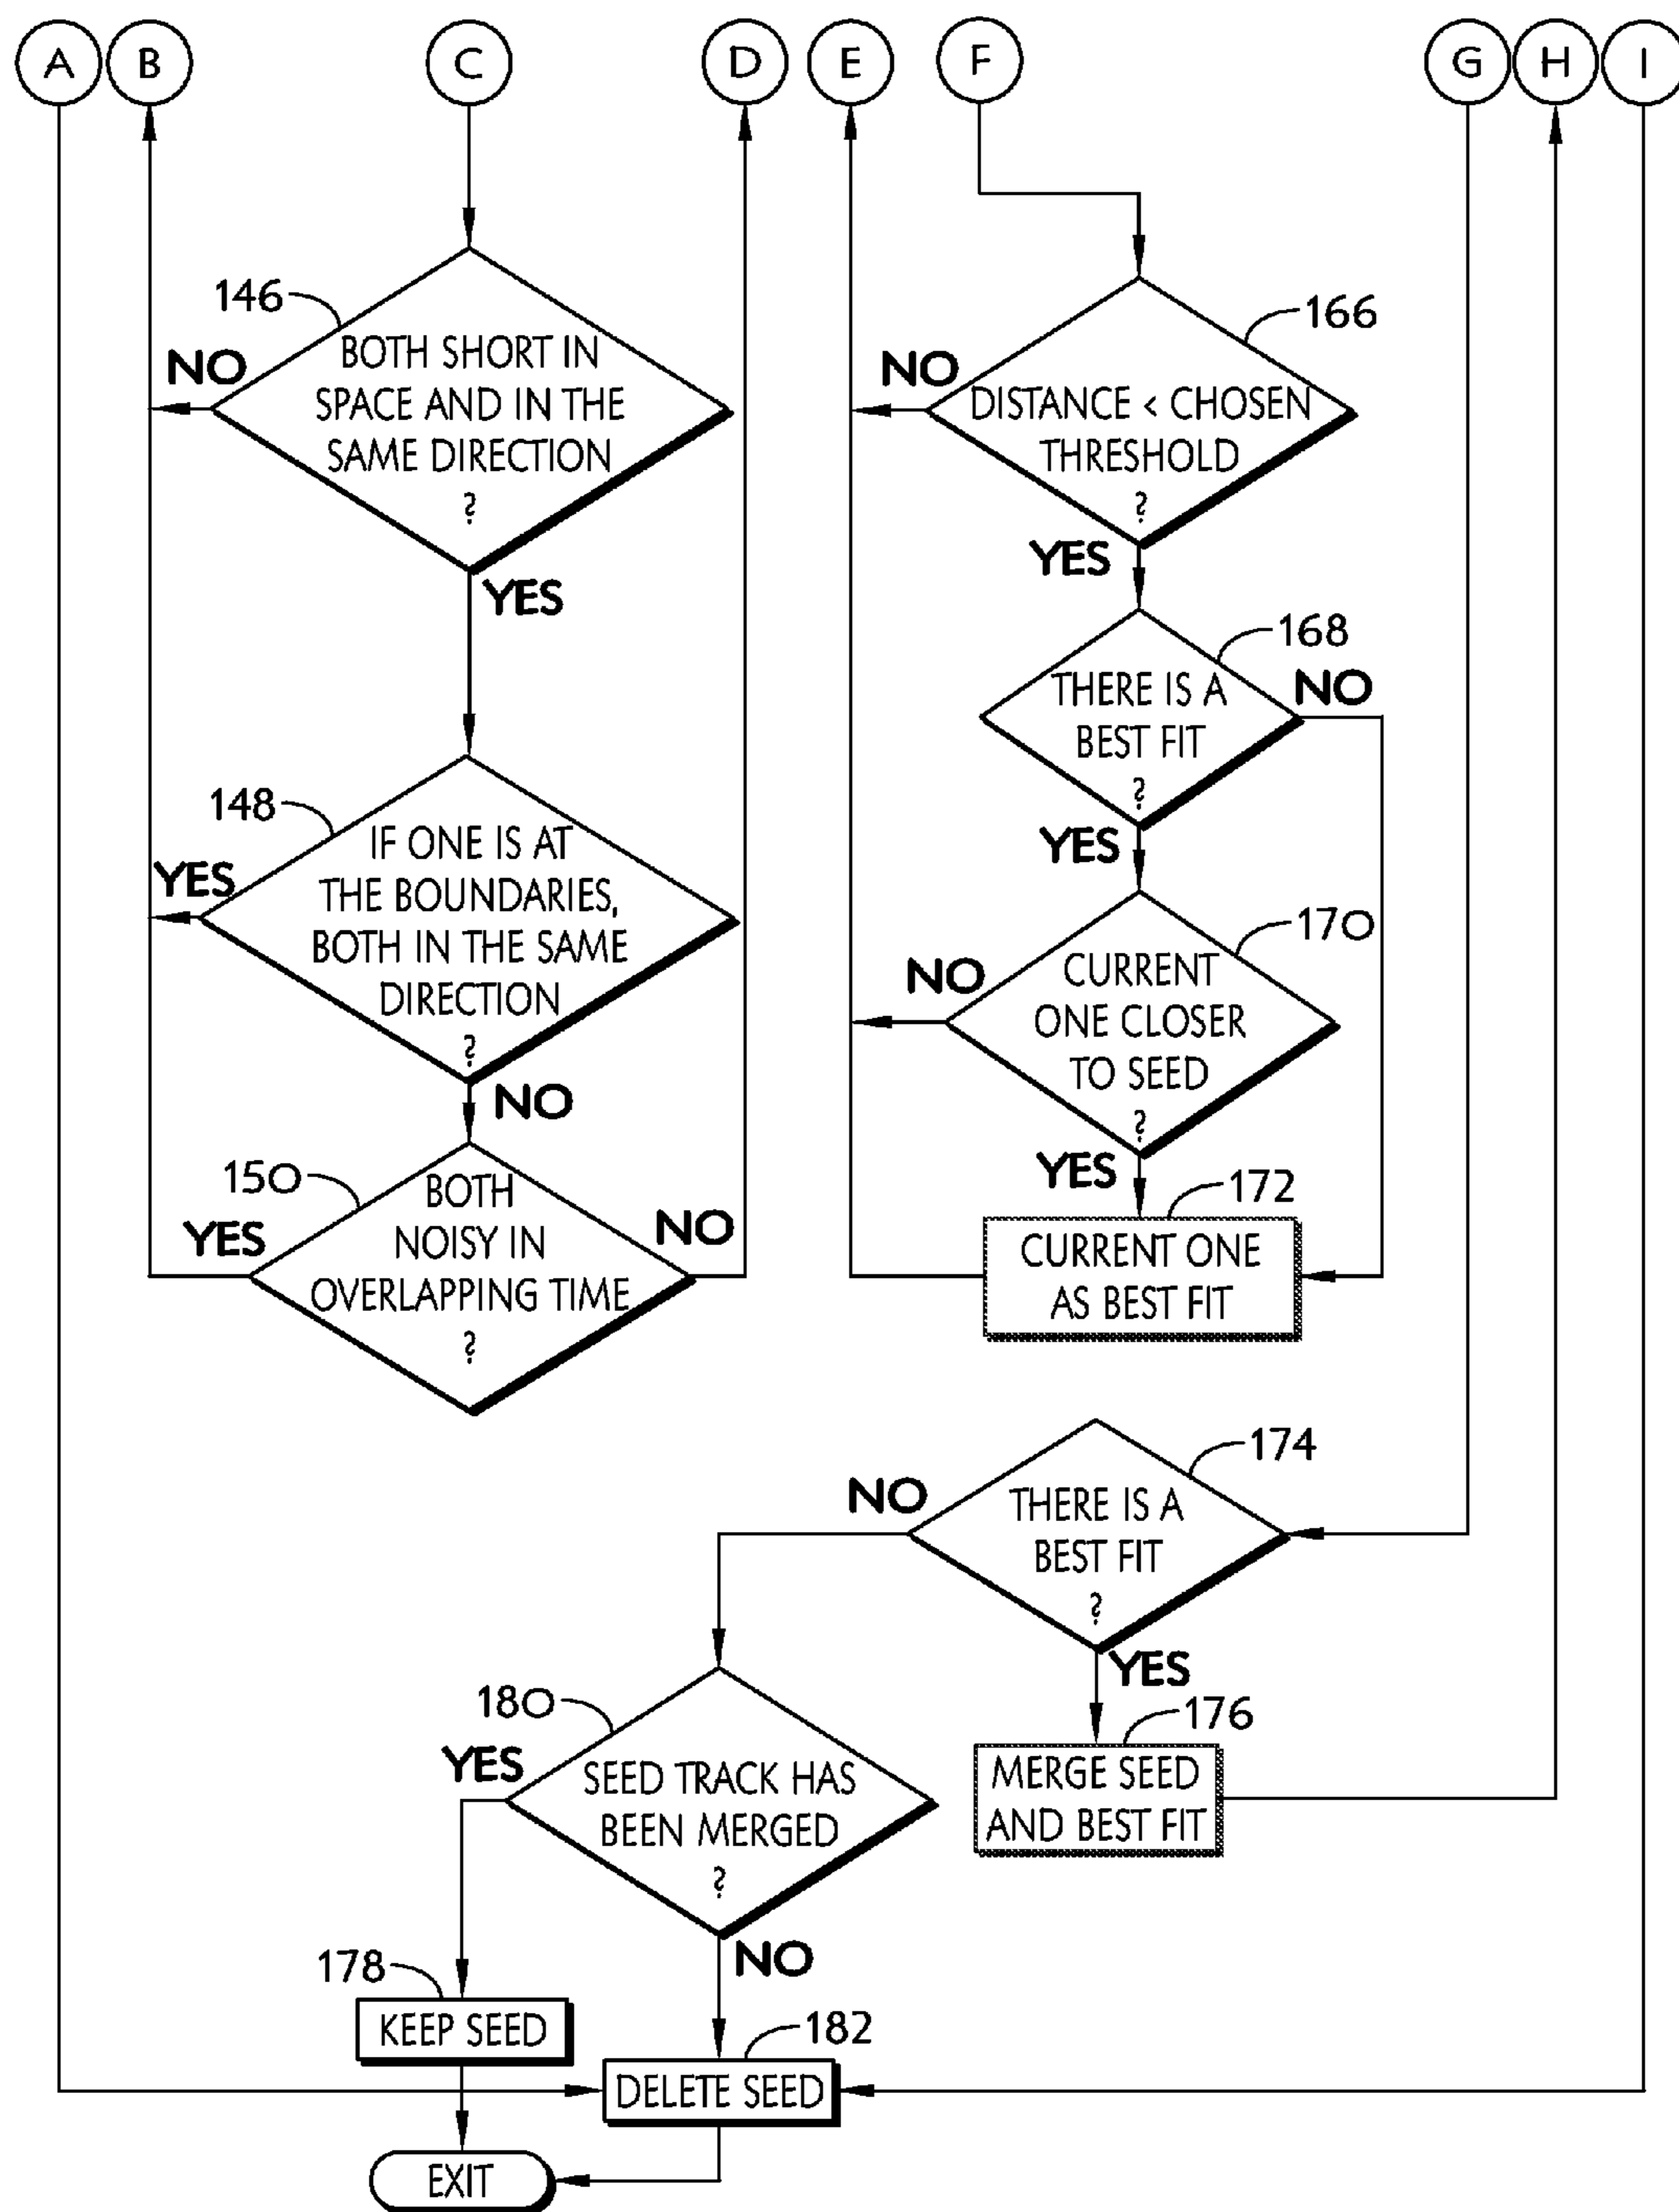 A
B
C
D
E
F
G
H
I
146
BOTH SHORT IN
SPACE AND IN THE
SAME DIRECTION
?
NO
YES
148
IF ONE IS AT
THE BOUNDARIES,
BOTH IN THE SAME
DIRECTION
?
YES
NO
150
BOTH
NOISY IN
OVERLAPPING TIME
?
YES
NO
166
DISTANCE < CHOSEN
THRESHOLD
?
NO
YES
168
THERE IS A
BEST FIT
?
NO
YES
170
CURRENT
ONE CLOSER
TO SEED
?
NO
YES
172
CURRENT ONE
AS BEST FIT
174
THERE IS A
BEST FIT
?
NO
YES
176
MERGE SEED
AND BEST FIT
180
SEED TRACK HAS
BEEN MERGED
?
YES
NO
178
KEEP SEED
182
DELETE SEED
EXIT